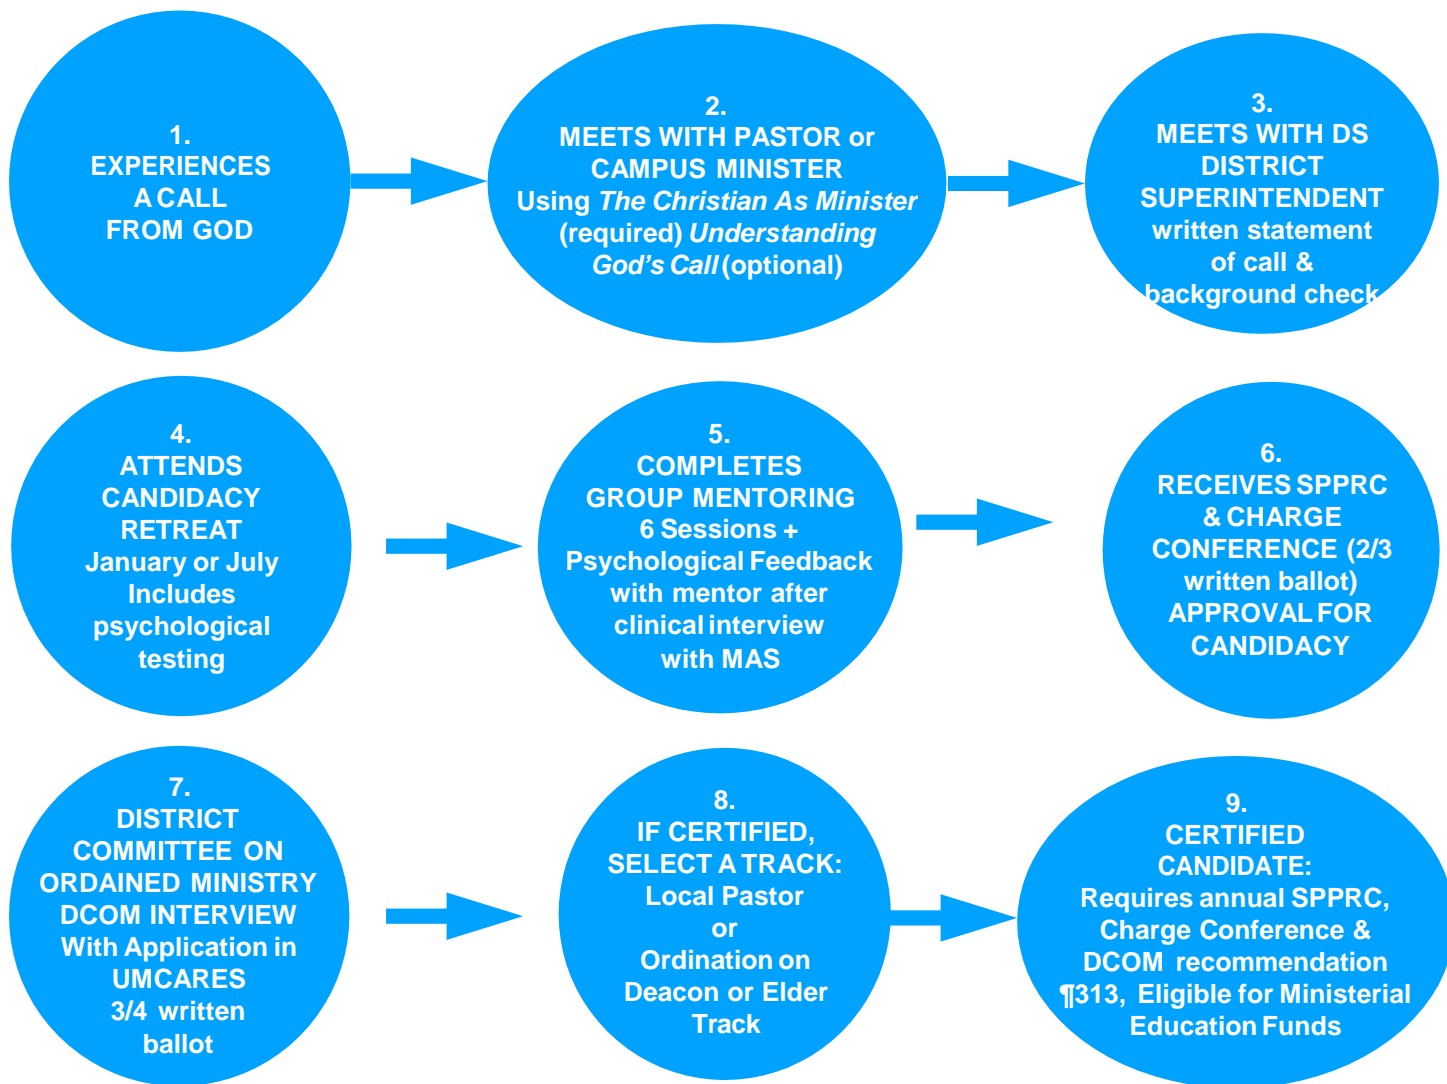 1.
EXPERIENCES
A CALL
FROM GOD
2.
MEETS WITH PASTOR or
CAMPUS MINISTER
Using The Christian As Minister
(required) Understanding
God's Call (optional)
3.
MEETS WITH DS
DISTRICT
SUPERINTENDENT
written statement
of call &
background check
4.
ATTENDS
CANDIDACY
RETREAT
January or July
Includes
psychological
testing
5.
COMPLETES
GROUP MENTORING
6 Sessions +
Psychological Feedback
with mentor after
clinical interview
with MAS
6.
RECEIVES SPPRC
& CHARGE
CONFERENCE (2/3
written ballot)
APPROVAL FOR
CANDIDACY
7.
DISTRICT
COMMITTEE ON
ORDAINED MINISTRY
DCOM INTERVIEW
With Application in
UMCARES
3/4 written
ballot
8.
IF CERTIFIED,
SELECT A TRACK:
Local Pastor
or
Ordination on
Deacon or Elder
Track
9.
CERTIFIED
CANDIDATE:
Requires annual SPPRC,
Charge Conference &
DCOM recommendation
¶313, Eligible for Ministerial
Education Funds